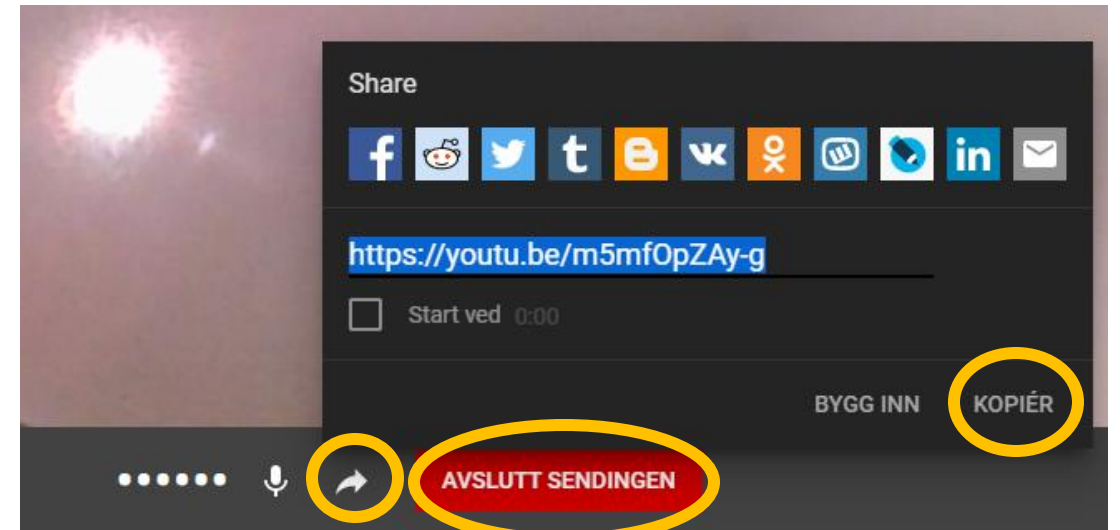 Share
https://youtu.be/m5mfOpZAy-g
Start ved 0:00
BYGG INN KOPIÉR
AVSLUTT SENDINGEN